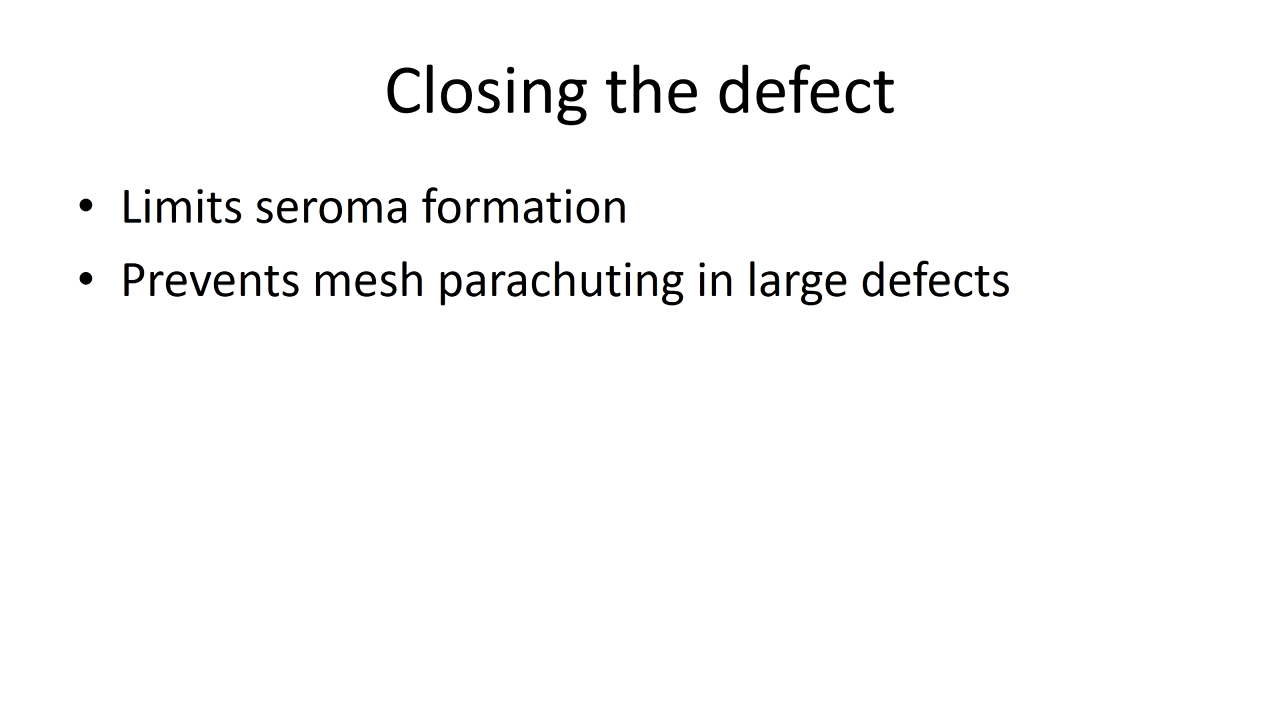 Closing the defect
• Limits seroma formation
• Prevents mesh parachuting in large defects